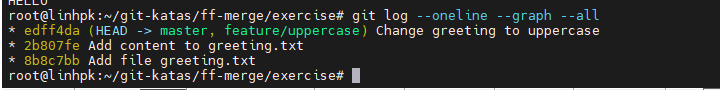 HELLO
root@linhpk:~/git-katas/ff-merge/exercise# git log --oneline --graph --all
* edff4da (HEAD -> master, feature/uppercase) Change greeting to uppercase
* 2b807fe Add content to greeting.txt
* 8b8c7bb Add file greeting.txt
root@linhpk:~/git-katas/ff-merge/exercise#